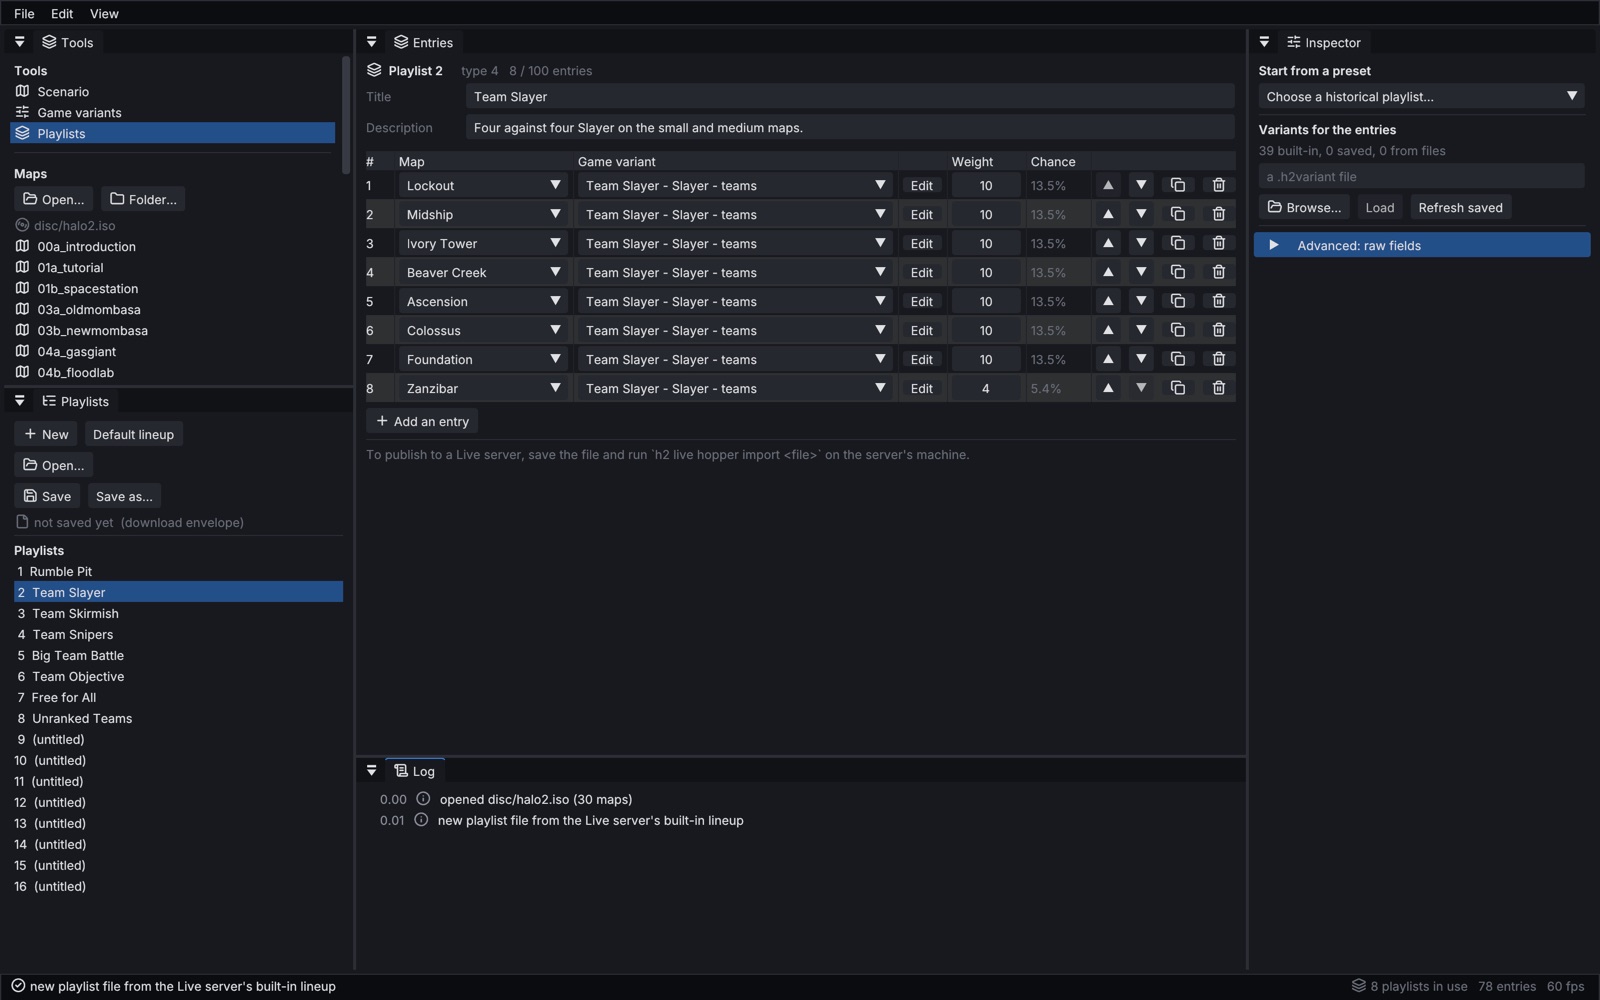 File Edit View
Tools
Tools
Scenario
Game variants
Playlists
Maps
Open... Folder...
disc/halo2.iso
00a_introduction
01a_tutorial
01b_spacestation
03a_oldmombasa
03b_newmombasa
04a_gasgiant
04b_floodlab
Playlists
New Default lineup
Open...
Save Save as...
not saved yet (download envelope)
Playlists
1 Rumble Pit
2 Team Slayer
3 Team Skirmish
4 Team Snipers
5 Big Team Battle
6 Team Objective
7 Free for All
8 Unranked Teams
9 (untitled)
10 (untitled)
11 (untitled)
12 (untitled)
13 (untitled)
14 (untitled)
15 (untitled)
16 (untitled)
Entries
Playlist 2 type 4 8 / 100 entries
Title Team Slayer
Description Four against four Slayer on the small and medium maps.
# Map Game variant Weight Chance
1 Lockout Team Slayer - Slayer - teams Edit 10 13.5%
2 Midship Team Slayer - Slayer - teams Edit 10 13.5%
3 Ivory Tower Team Slayer - Slayer - teams Edit 10 13.5%
4 Beaver Creek Team Slayer - Slayer - teams Edit 10 13.5%
5 Ascension Team Slayer - Slayer - teams Edit 10 13.5%
6 Colossus Team Slayer - Slayer - teams Edit 10 13.5%
7 Foundation Team Slayer - Slayer - teams Edit 10 13.5%
8 Zanzibar Team Slayer - Slayer - teams Edit 4 5.4%
+ Add an entry
To publish to a Live server, save the file and run `h2 live hopper import <file>` on the server's machine.
Log
0.00 opened disc/halo2.iso (30 maps)
0.01 new playlist file from the Live server's built-in lineup
Inspector
Start from a preset
Choose a historical playlist...
Variants for the entries
39 built-in, 0 saved, 0 from files
a .h2variant file
Browse... Load Refresh saved
Advanced: raw fields
new playlist file from the Live server's built-in lineup
8 playlists in use 78 entries 60 fps